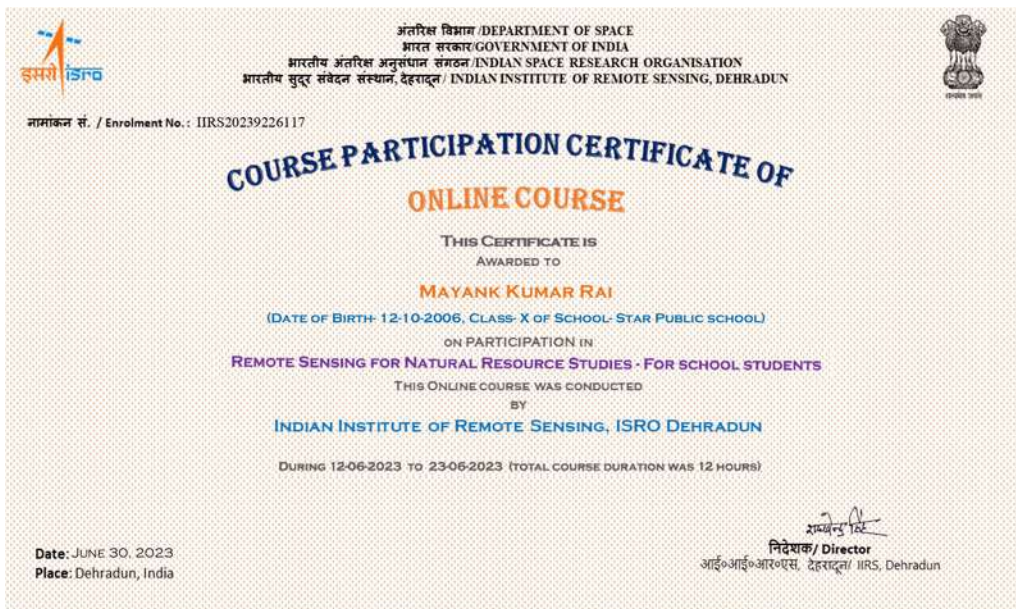 अंतरिक्ष विभाग /DEPARTMENT OF SPACE
भारत सरकार/GOVERNMENT OF INDIA
भारतीय अंतरिक्ष अनुसंधान संगठन /INDIAN SPACE RESEARCH ORGANISATION
भारतीय सुदूर संवेदन संस्थान, देहरादून/ INDIAN INSTITUTE OF REMOTE SENSING, DEHRADUN
इसरो isro
सत्यमेव जयते
नामांकन सं. / Enrolment No.: IIRS20239226117
COURSE PARTICIPATION CERTIFICATE OF
ONLINE COURSE
THIS CERTIFICATE IS
AWARDED TO
MAYANK KUMAR RAI
(DATE OF BIRTH- 12-10-2006, CLASS- X OF SCHOOL- STAR PUBLIC SCHOOL)
ON PARTICIPATION IN
REMOTE SENSING FOR NATURAL RESOURCE STUDIES - FOR SCHOOL STUDENTS
THIS ONLINE COURSE WAS CONDUCTED
BY
INDIAN INSTITUTE OF REMOTE SENSING, ISRO DEHRADUN
DURING 12-06-2023 TO 23-06-2023 (TOTAL COURSE DURATION WAS 12 HOURS)
Date: JUNE 30, 2023
Place: Dehradun, India
निदेशक/ Director
आई०आई०आर०एस, देहरादून/ IIRS, Dehradun